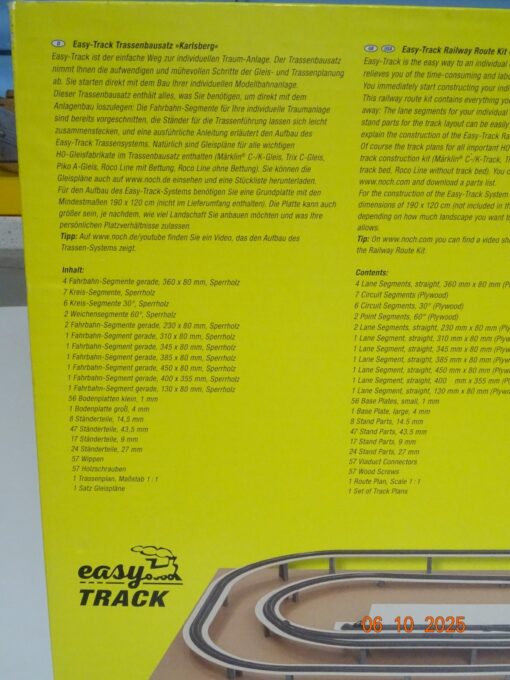 D Easy-Track Trassenbausatz »Karlsberg«
Easy-Track ist der einfache Weg zur individuellen Traum-Anlage. Der Trassenbausatz
nimmt Ihnen die aufwendigen und mühevollen Schritte der Gleis- und Trassenplanung
ab. Sie starten direkt mit dem Bau Ihrer individuellen Modellbahnanlage.
Dieser Trassenbausatz enthält alles, was Sie benötigen, um direkt mit dem
Anlagenbau loszulegen: Die Fahrbahn-Segmente für Ihre individuelle Traumanlage
sind bereits vorgeschnitten, die Ständer für die Trassenführung lassen sich leicht
zusammenstecken, und eine ausführliche Anleitung erläutert den Aufbau des
Easy-Track Trassensystems. Natürlich sind Gleispläne für alle wichtigen
H0-Gleisfabrikate im Trassenbausatz enthalten (Märklin® C-/K-Gleis, Trix C-Gleis,
Piko A-Gleis, Roco Line mit Bettung, Roco Line ohne Bettung). Sie können die
Gleispläne auch auf www.noch.de einsehen und eine Stückliste herunterladen.
Für den Aufbau des Easy-Track-Systems benötigen Sie eine Grundplatte mit den
Mindestmaßen 190 x 120 cm (nicht im Lieferumfang enthalten). Die Platte kann auch
größer sein, je nachdem, wie viel Landschaft Sie anbauen möchten und was Ihre
persönlichen Platzverhältnisse zulassen.
Tipp: Auf www.noch.de/youtube finden Sie ein Video, das den Aufbau des
Trassen-Systems zeigt.
Inhalt:
4 Fahrbahn-Segmente gerade, 360 x 80 mm, Sperrholz
7 Kreis-Segmente, Sperrholz
6 Kreis-Segmente 30°, Sperrholz
2 Weichensegmente 60°, Sperrholz
2 Fahrbahn-Segmente gerade, 230 x 80 mm, Sperrholz
1 Fahrbahn-Segment gerade, 310 x 80 mm, Sperrholz
1 Fahrbahn-Segment gerade, 345 x 80 mm, Sperrholz
1 Fahrbahn-Segment gerade, 385 x 80 mm, Sperrholz
1 Fahrbahn-Segment gerade, 450 x 80 mm, Sperrholz
1 Fahrbahn-Segment gerade, 400 x 355 mm, Sperrholz
1 Fahrbahn-Segment gerade, 130 x 80 mm, Sperrholz
56 Bodenplatten klein, 1 mm
1 Bodenplatte groß, 4 mm
8 Ständerteile, 14,5 mm
47 Ständerteile, 43,5 mm
17 Ständerteile, 9 mm
24 Ständerteile, 27 mm
57 Wippen
57 Holzschrauben
1 Trassenplan, Maßstab 1 : 1
1 Satz Gleispläne
GB USA Easy-Track Railway Route Kit
Easy-Track is the easy way to an individual
relieves you of the time-consuming and
You immediately start constructing your
This railway route kit contains everything
away: The lane segments for your individual
stand parts for the track layout can be easily
explain the construction of the Easy-Track
Of course the track plans for all important
track construction kit (Märklin® C-/K-Track,
track bed, Roco Line without track bed). You
www.noch.com and download a parts list.
For the construction of the Easy-Track System
dimensions of 190 x 120 cm (not included in
depending on how much landscape you want
allows.
Tip: On www.noch.com you can find a video
the Railway Route Kit.
Contents:
4 Lane Segments, straight, 360 mm x 80 mm
7 Circuit Segments (Plywood)
6 Circuit Segments, 30° (Plywood)
2 Point Segments, 60° (Plywood)
2 Lane Segments, straight, 230 mm x 80 mm
1 Lane Segment, straight, 310 mm x 80 mm
1 Lane Segment, straight, 345 mm x 80 mm
1 Lane Segment, straight, 385 mm x 80 mm
1 Lane Segment, straight, 450 mm x 80 mm
1 Lane Segment, straight, 400 mm x 355 mm
1 Lane Segment, straight, 130 mm x 80 mm
56 Base Plates, small, 1 mm
1 Base Plate, large, 4 mm
8 Stand Parts, 14.5 mm
47 Stand Parts, 43.5 mm
17 Stand Parts, 9 mm
24 Stand Parts, 27 mm
57 Viaduct Connectors
57 Wood Screws
1 Route Plan, Scale 1 : 1
1 Set of Track Plans
easy
TRACK
06 10 2025